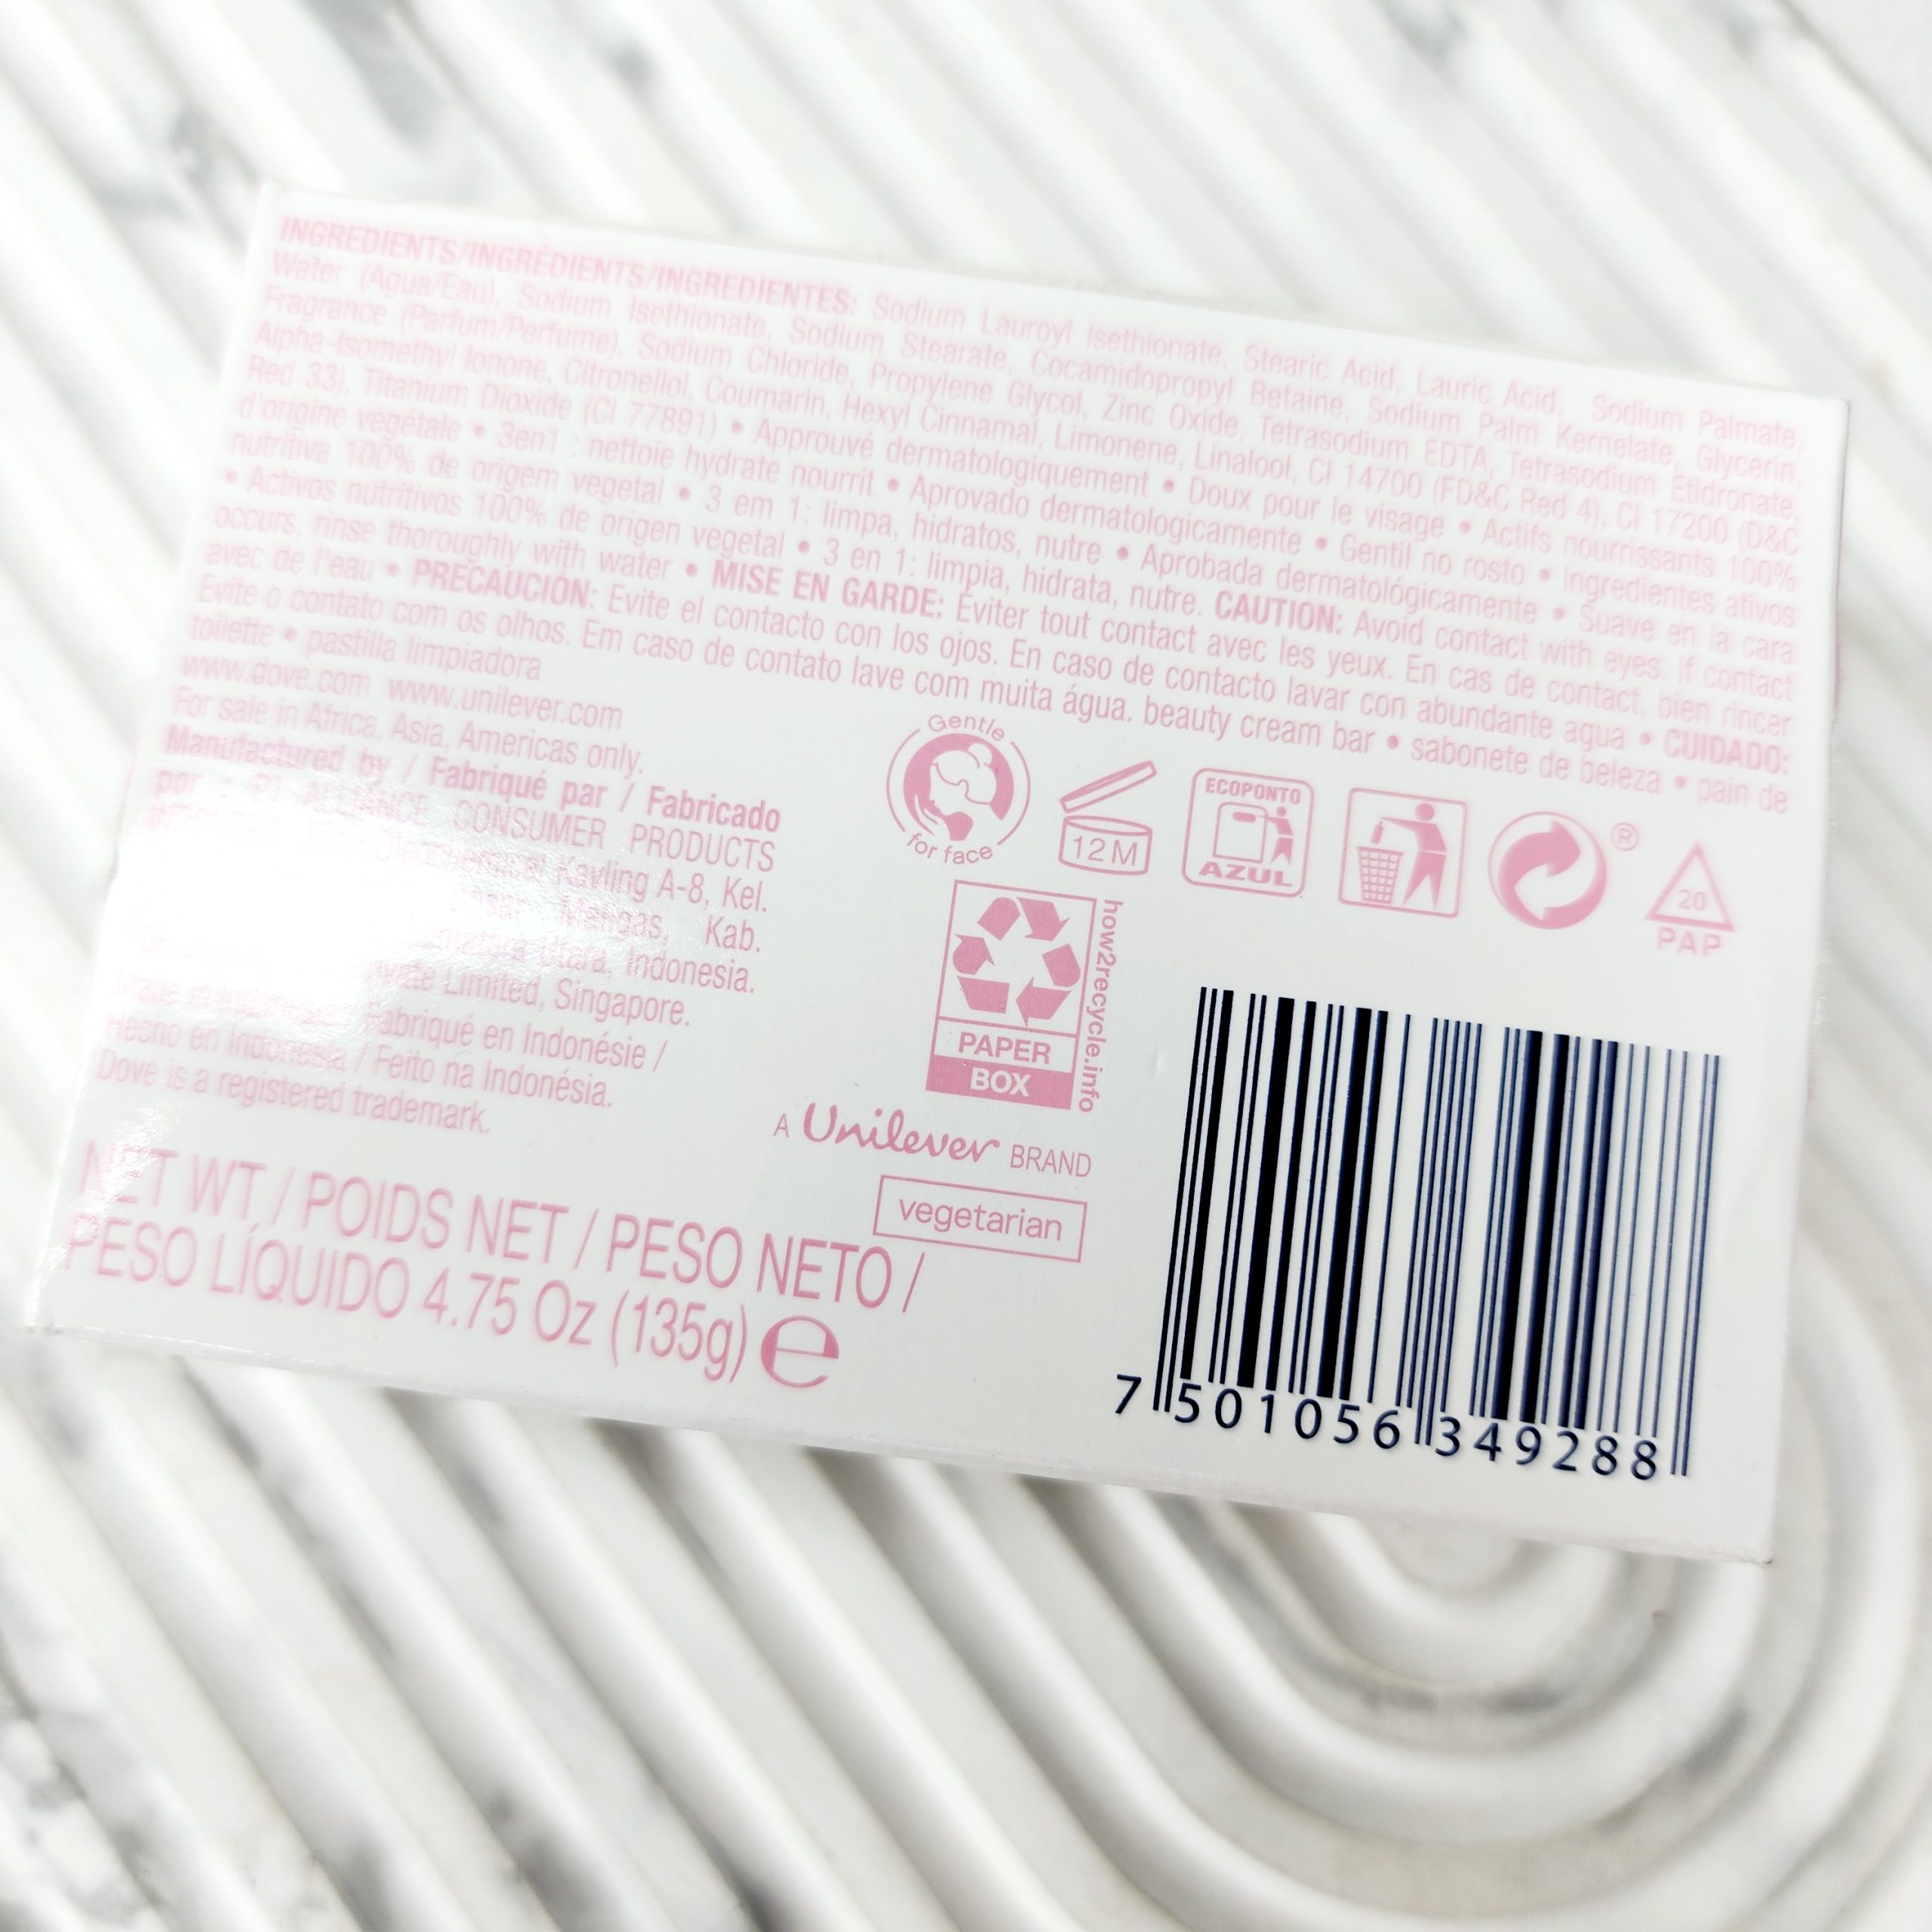 INGREDIENTS/INGRÉDIENTS/INGREDIENTES: Sodium Lauroyl Isethionate, Stearic Acid, Lauric Acid, Sodium Palmate,
Water (Agua/Eau), Sodium Isethionate, Sodium Stearate, Cocamidopropyl Betaine, Sodium Palm Kernelate, Glycerin,
Fragrance (Parfum/Perfume), Sodium Chloride, Propylene Glycol, Zinc Oxide, Tetrasodium EDTA, Tetrasodium Etidronate,
Alpha-Isomethyl Ionone, Citronellol, Coumarin, Hexyl Cinnamal, Limonene, Linalool, CI 14700 (FD&C Red 4), CI 17200 (D&C
Red 33), Titanium Dioxide (CI 77891) • Approuvé dermatologiquement • Doux pour le visage • Actifs nourrissants 100%
d'origine végétale • 3en1 : nettoie hydrate nourrit • Aprovado dermatologicamente • Gentil no rosto • Ingredientes ativos
nutritiva 100% de origem vegetal • 3 em 1: limpa, hidratos, nutre • Aprobada dermatológicamente • Suave en la cara
• Activos nutritivos 100% de origen vegetal • 3 en 1: limpia, hidrata, nutre. CAUTION: Avoid contact with eyes. If contact
occurs, rinse thoroughly with water • MISE EN GARDE: Éviter tout contact avec les yeux. En cas de contact, bien rincer
avec de l'eau • PRECAUCIÓN: Evite el contacto con los ojos. En caso de contacto lavar con abundante agua • CUIDADO:
Evite o contato com os olhos. Em caso de contato lave com muita água. beauty cream bar • sabonete de beleza • pain de
toilette • pastilla limpiadora
www.dove.com www.unilever.com
For sale in Africa, Asia, Americas only.
Manufactured by / Fabriqué par / Fabricado
por : PT ALLIANCE CONSUMER PRODUCTS
Kavling A-8, Kel.
Mangas, Kab.
Utara. Indonesia.
Limited, Singapore.
Made in Fabriqué en Indonésie /
Hecho en Indonesia / Feito na Indonésia.
Dove is a registered trademark.
NET WT / POIDS NET / PESO NETO /
PESO LÍQUIDO 4.75 Oz (135g) e
Gentle
for face
12 M
ECOPONTO
AZUL
®
20
PAP
PAPER
BOX
how2recycle.info
A Unilever BRAND
vegetarian
7 501056 349288